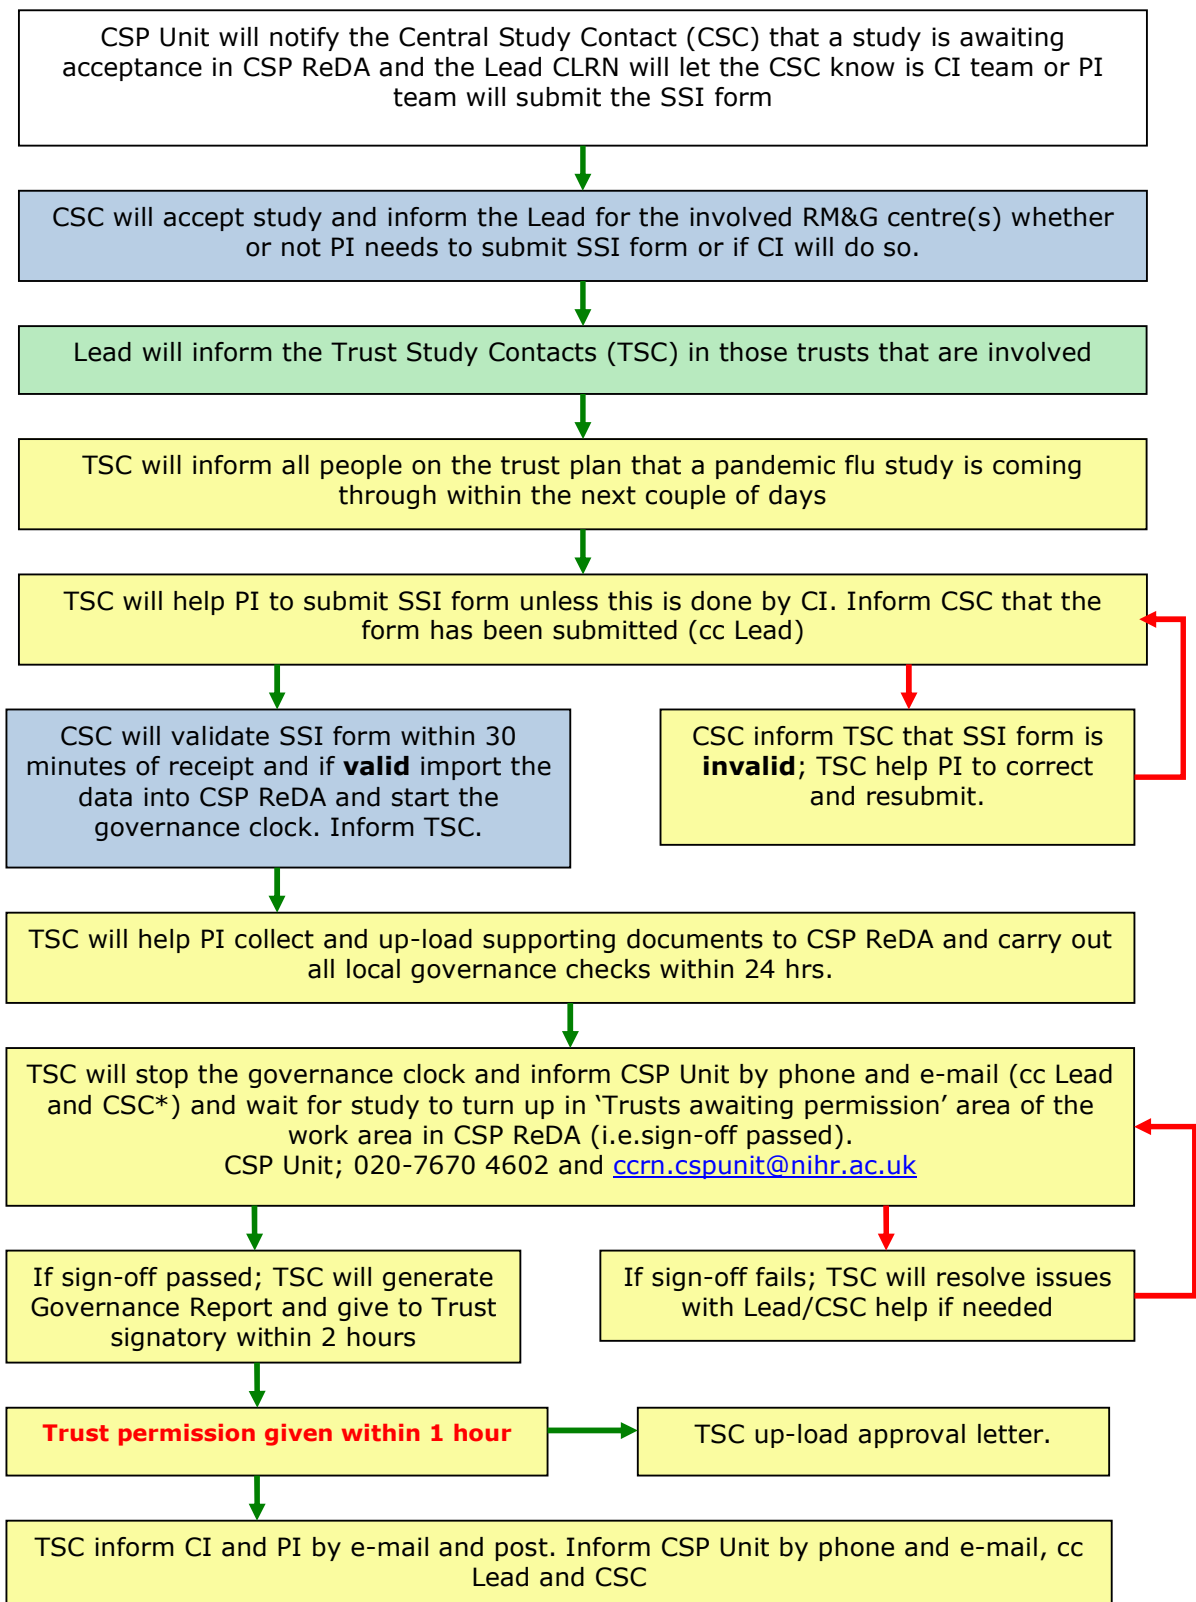 CSP Unit will notify the Central Study Contact (CSC) that a study is awaiting
acceptance in CSP ReDA and the Lead CLRN will let the CSC know is CI team or PI
team will submit the SSI form
CSC will accept study and inform the Lead for the involved RM&G centre(s) whether
or not PI needs to submit SSI form or if CI will do so.
Lead will inform the Trust Study Contacts (TSC) in those trusts that are involved
TSC will inform all people on the trust plan that a pandemic flu study is coming
through within the next couple of days
TSC will help PI to submit SSI form unless this is done by CI. Inform CSC that the
form has been submitted (cc Lead)
CSC will validate SSI form within 30
minutes of receipt and if valid import the
data into CSP ReDA and start the
governance clock. Inform TSC.
CSC inform TSC that SSI form is
invalid; TSC help PI to correct
and resubmit.
TSC will help PI collect and up-load supporting documents to CSP ReDA and carry out
all local governance checks within 24 hrs.
TSC will stop the governance clock and inform CSP Unit by phone and e-mail (cc Lead
and CSC*) and wait for study to turn up in ‘Trusts awaiting permission’ area of the
work area in CSP ReDA (i.e.sign-off passed).
CSP Unit; 020-7670 4602 and ccrn.cspunit@nihr.ac.uk
If sign-off passed; TSC will generate
Governance Report and give to Trust
signatory within 2 hours
If sign-off fails; TSC will resolve issues
with Lead/CSC help if needed
Trust permission given within 1 hour
TSC up-load approval letter.
TSC inform CI and PI by e-mail and post. Inform CSP Unit by phone and e-mail, cc
Lead and CSC